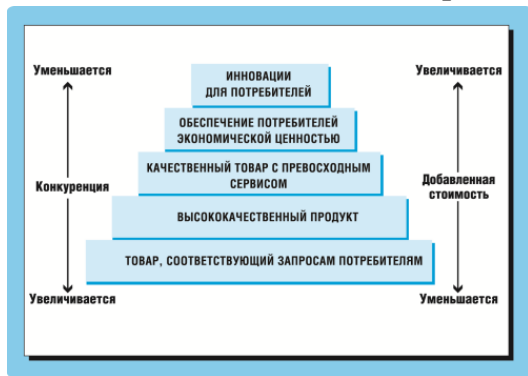 Уменьшается
Увеличивается
ИННОВАЦИИ
ДЛЯ ПОТРЕБИТЕЛЕЙ
ОБЕСПЕЧЕНИЕ ПОТРЕБИТЕЛЕЙ
ЭКОНОМИЧЕСКОЙ ЦЕННОСТЬЮ
КАЧЕСТВЕННЫЙ ТОВАР С ПРЕВОСХОДНЫМ
СЕРВИСОМ
Конкуренция
Добавленная
стоимость
ВЫСОКОКАЧЕСТВЕННЫЙ ПРОДУКТ
ТОВАР, СООТВЕТСТВУЮЩИЙ ЗАПРОСАМ ПОТРЕБИТЕЛЯМ
Увеличивается
Уменьшается